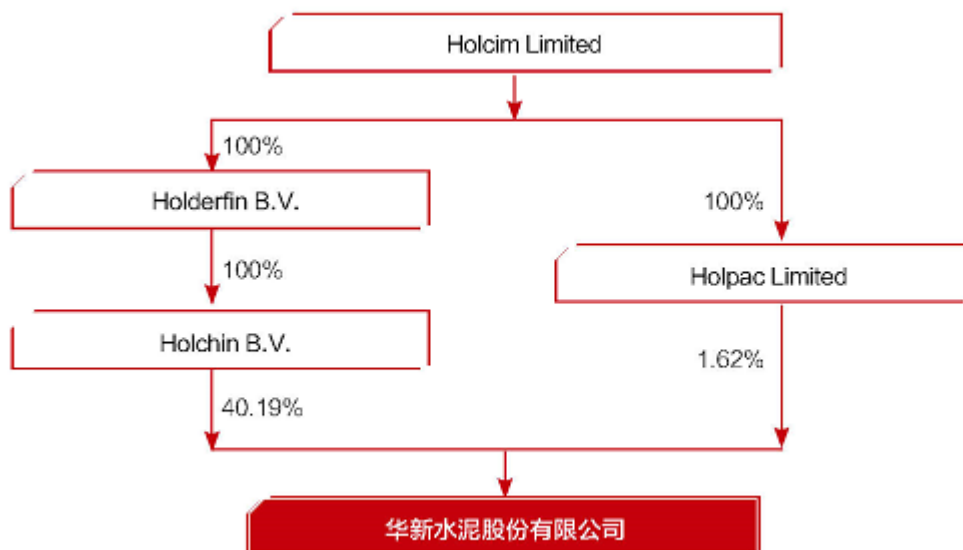 Holcim Limited
100%
Holderfin B.V.
100%
Holpac Limited
100%
Holchin B.V.
1.62%
40.19%
华新水泥股份有限公司